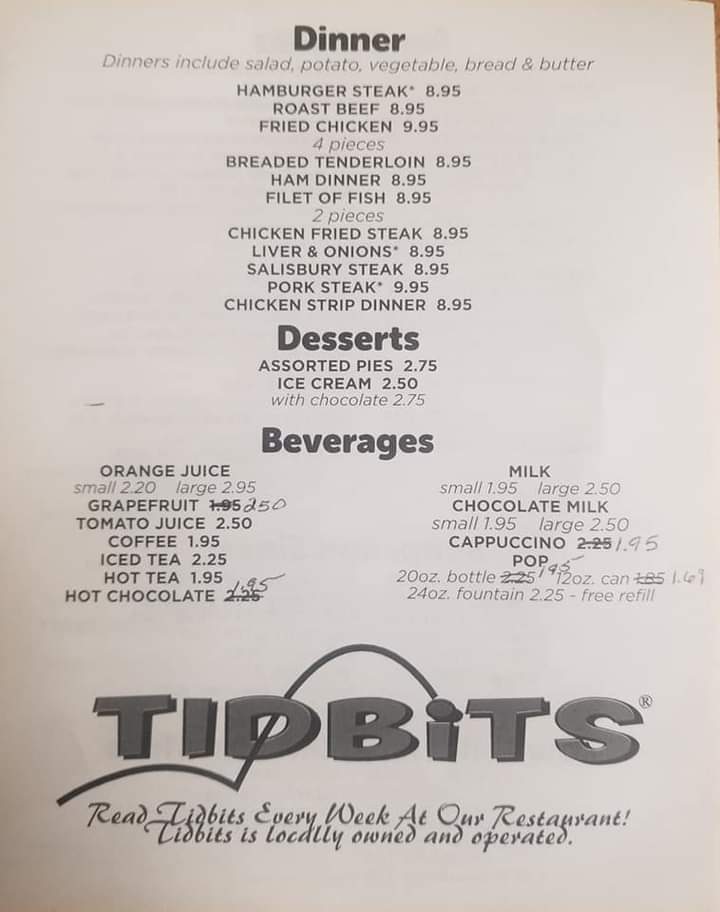 Dinner
Dinners include salad, potato, vegetable, bread & butter
HAMBURGER STEAK* 8.95
ROAST BEEF 8.95
FRIED CHICKEN 9.95
4 pieces
BREADED TENDERLOIN 8.95
HAM DINNER 8.95
FILET OF FISH 8.95
2 pieces
CHICKEN FRIED STEAK 8.95
LIVER & ONIONS* 8.95
SALISBURY STEAK 8.95
PORK STEAK* 9.95
CHICKEN STRIP DINNER 8.95
Desserts
ASSORTED PIES 2.75
ICE CREAM 2.50
with chocolate 2.75
Beverages
ORANGE JUICE
small 2.20 large 2.95
GRAPEFRUIT 1.95 2.50
TOMATO JUICE 2.50
COFFEE 1.95
ICED TEA 2.25
HOT TEA 1.95
HOT CHOCOLATE 2.25 1.95
MILK
small 1.95 large 2.50
CHOCOLATE MILK
small 1.95 large 2.50
CAPPUCCINO 2.25 1.95
POP
20oz. bottle 2.25 1.95 12oz. can 1.85 1.69
24oz. fountain 2.25 - free refill
TIDBiTS®
Read Tidbits Every Week At Our Restaurant!
Tidbits is locally owned and operated.